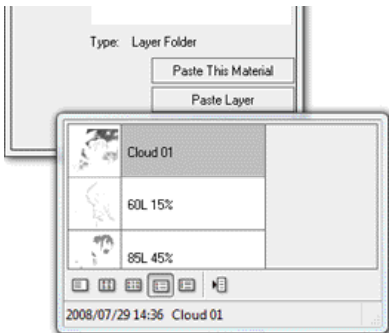 Type: Layer Folder
Paste This Material
Paste Layer
Cloud 01
60L 15%
85L 45%
2008/07/29 14:36 Cloud 01